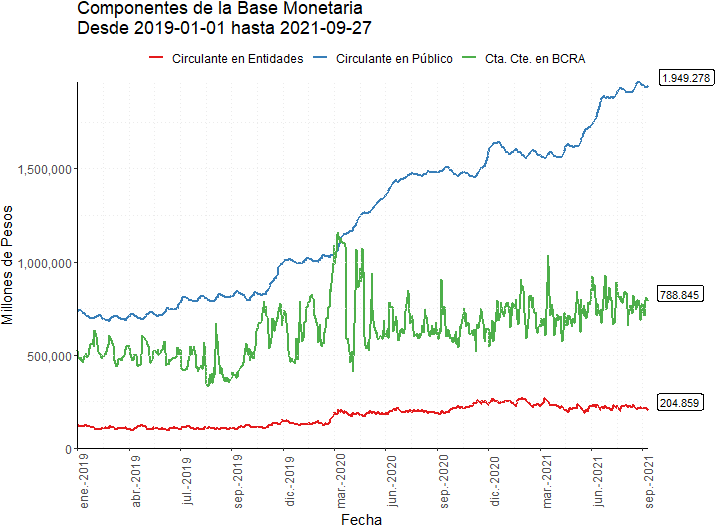 Componentes de la Base Monetaria
Desde 2019-01-01 hasta 2021-09-27
Circulante en Entidades Circulante en Público Cta. Cte. en BCRA
1.949.278
1,500,000
1,000,000
788.845
500,000
204.859
0
Millones de Pesos
ene.-2019 abr.-2019 jul.-2019 sep.-2019 dic.-2019 mar.-2020 jun.-2020 sep.-2020 dic.-2020 mar.-2021 jun.-2021 sep.-2021
Fecha